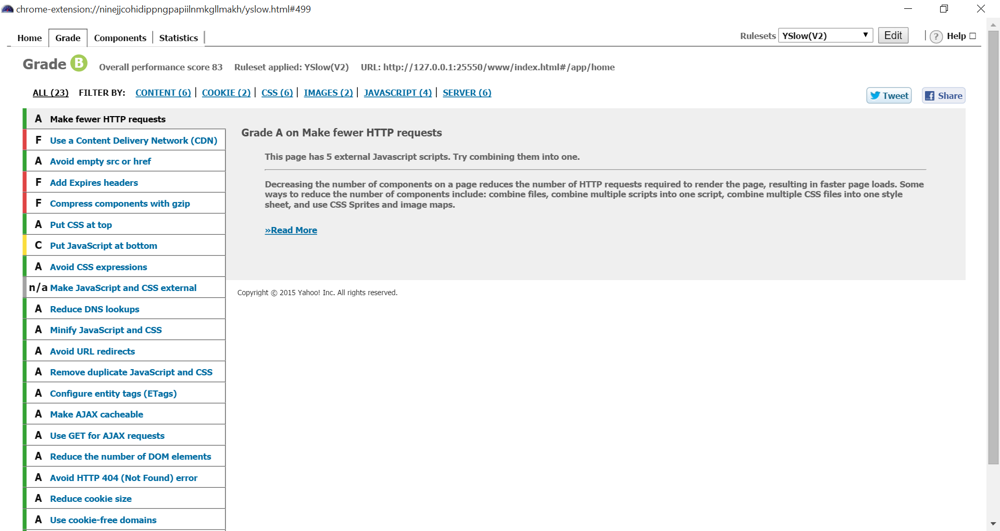 chrome-extension://ninejjcohidippngpapiilnmkgllmakh/yslow.html#499
Home Grade Components Statistics Rulesets YSlow(V2) Edit ? Help
Grade B Overall performance score 83 Ruleset applied: YSlow(V2) URL: http://127.0.0.1:25550/www/index.html#/app/home
ALL (23) FILTER BY: CONTENT (6) COOKIE (2) CSS (6) IMAGES (2) JAVASCRIPT (4) SERVER (6) Tweet Share
A Make fewer HTTP requests
F Use a Content Delivery Network (CDN)
A Avoid empty src or href
F Add Expires headers
F Compress components with gzip
A Put CSS at top
C Put JavaScript at bottom
A Avoid CSS expressions
n/a Make JavaScript and CSS external
A Reduce DNS lookups
A Minify JavaScript and CSS
A Avoid URL redirects
A Remove duplicate JavaScript and CSS
A Configure entity tags (ETags)
A Make AJAX cacheable
A Use GET for AJAX requests
A Reduce the number of DOM elements
A Avoid HTTP 404 (Not Found) error
A Reduce cookie size
A Use cookie-free domains
Grade A on Make fewer HTTP requests
This page has 5 external Javascript scripts. Try combining them into one.
Decreasing the number of components on a page reduces the number of HTTP requests required to render the page, resulting in faster page loads. Some
ways to reduce the number of components include: combine files, combine multiple scripts into one script, combine multiple CSS files into one style
sheet, and use CSS Sprites and image maps.
»Read More
Copyright © 2015 Yahoo! Inc. All rights reserved.